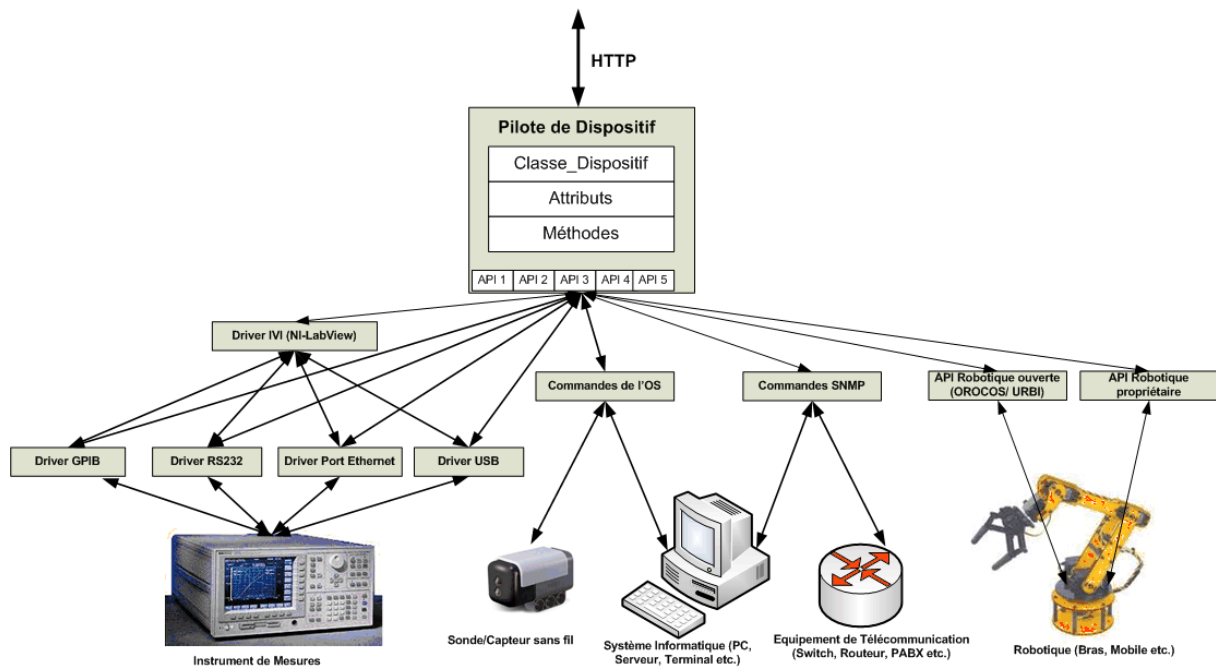 HTTP
Pilote de Dispositif
Classe_Dispositif
Attributs
Méthodes
API 1
API 2
API 3
API 4
API 5
Driver IVI (NI-LabView)
Commandes de l'OS
Commandes SNMP
API Robotique ouverte
(OROCOS/ URBI)
API Robotique
propriétaire
Driver GPIB
Driver RS232
Driver Port Ethernet
Driver USB
Instrument de Mesures
Sonde/Capteur sans fil
Système Informatique (PC,
Serveur, Terminal etc.)
Equipement de Télécommunication
(Switch, Routeur, PABX etc.)
Robotique (Bras, Mobile etc.)